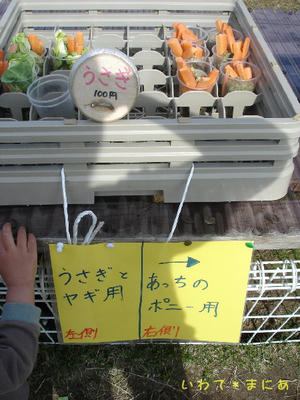 うさぎ
100円
うさぎと
ヤギ用
左側
→
あっちの
ポニー用
右側
いわて*まにあ